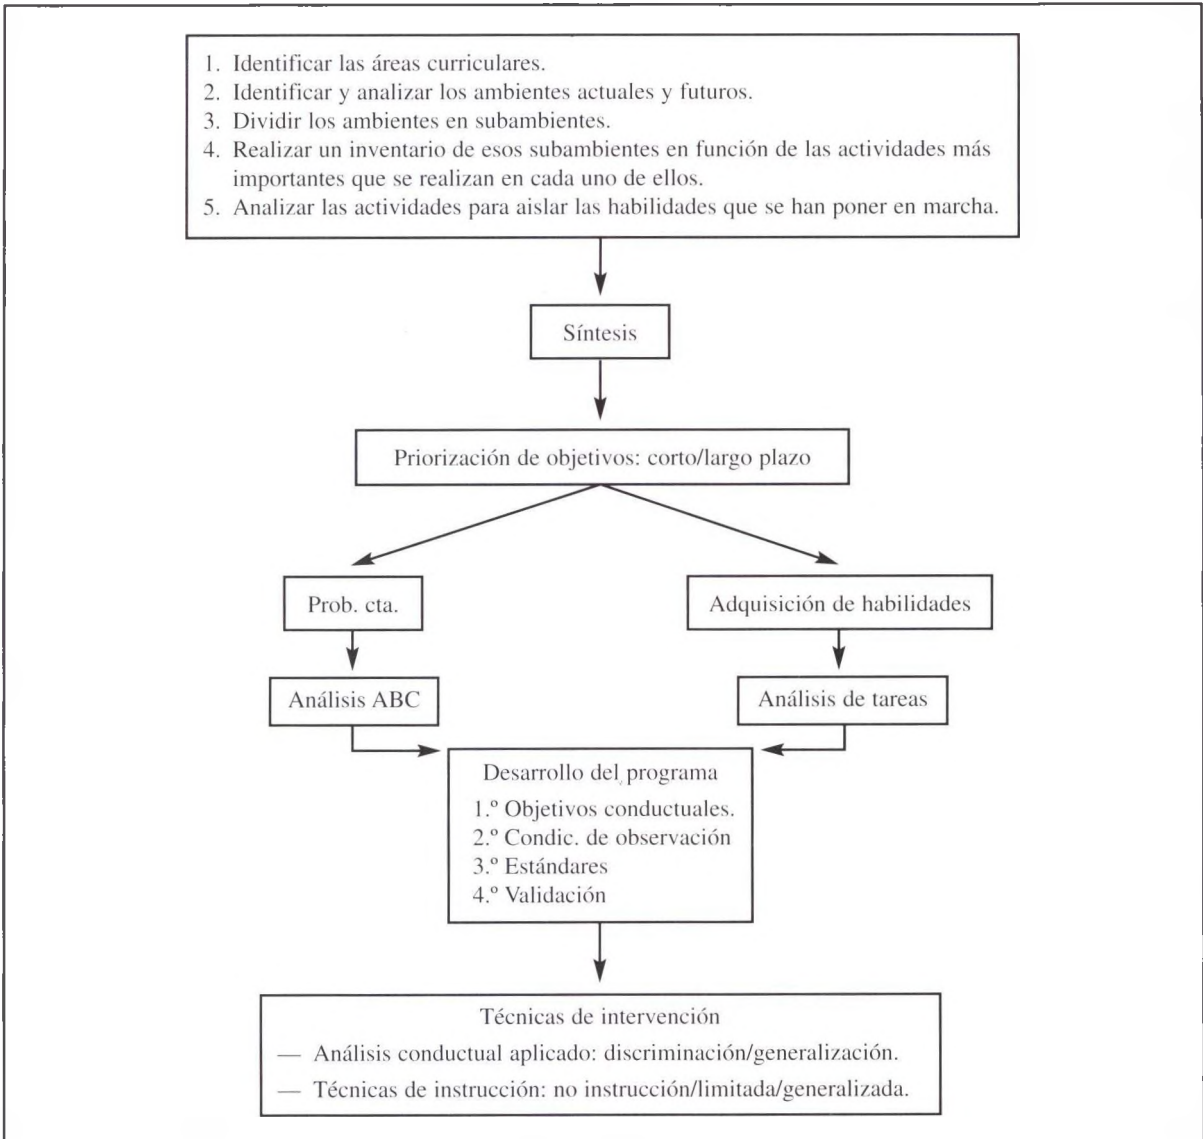 1. Identificar las áreas curriculares.
2. Identificar y analizar los ambientes actuales y futuros.
3. Dividir los ambientes en subambientes.
4. Realizar un inventario de esos subambientes en función de las actividades más
importantes que se realizan en cada uno de ellos.
5. Analizar las actividades para aislar las habilidades que se han poner en marcha.
Síntesis
Priorización de objetivos: corto/largo plazo
Prob. cta.
Adquisición de habilidades
Análisis ABC
Análisis de tareas
Desarrollo del programa
1.º Objetivos conductuales.
2.º Condic. de observación
3.º Estándares
4.º Validación
Técnicas de intervención
— Análisis conductual aplicado: discriminación/generalización.
— Técnicas de instrucción: no instrucción/limitada/generalizada.